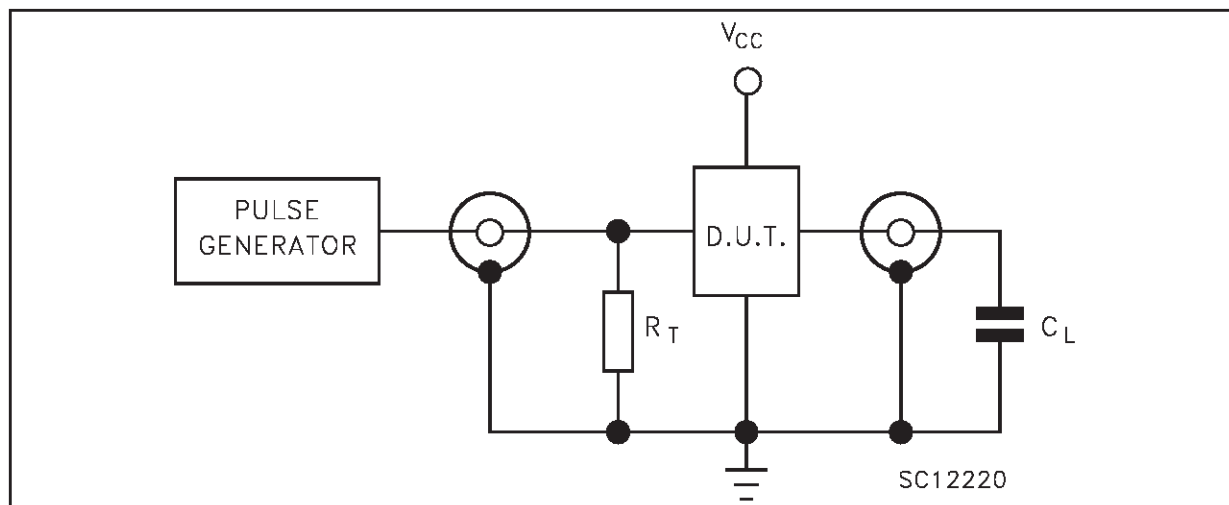 VCC
PULSE
GENERATOR
D.U.T.
RT
CL
SC12220